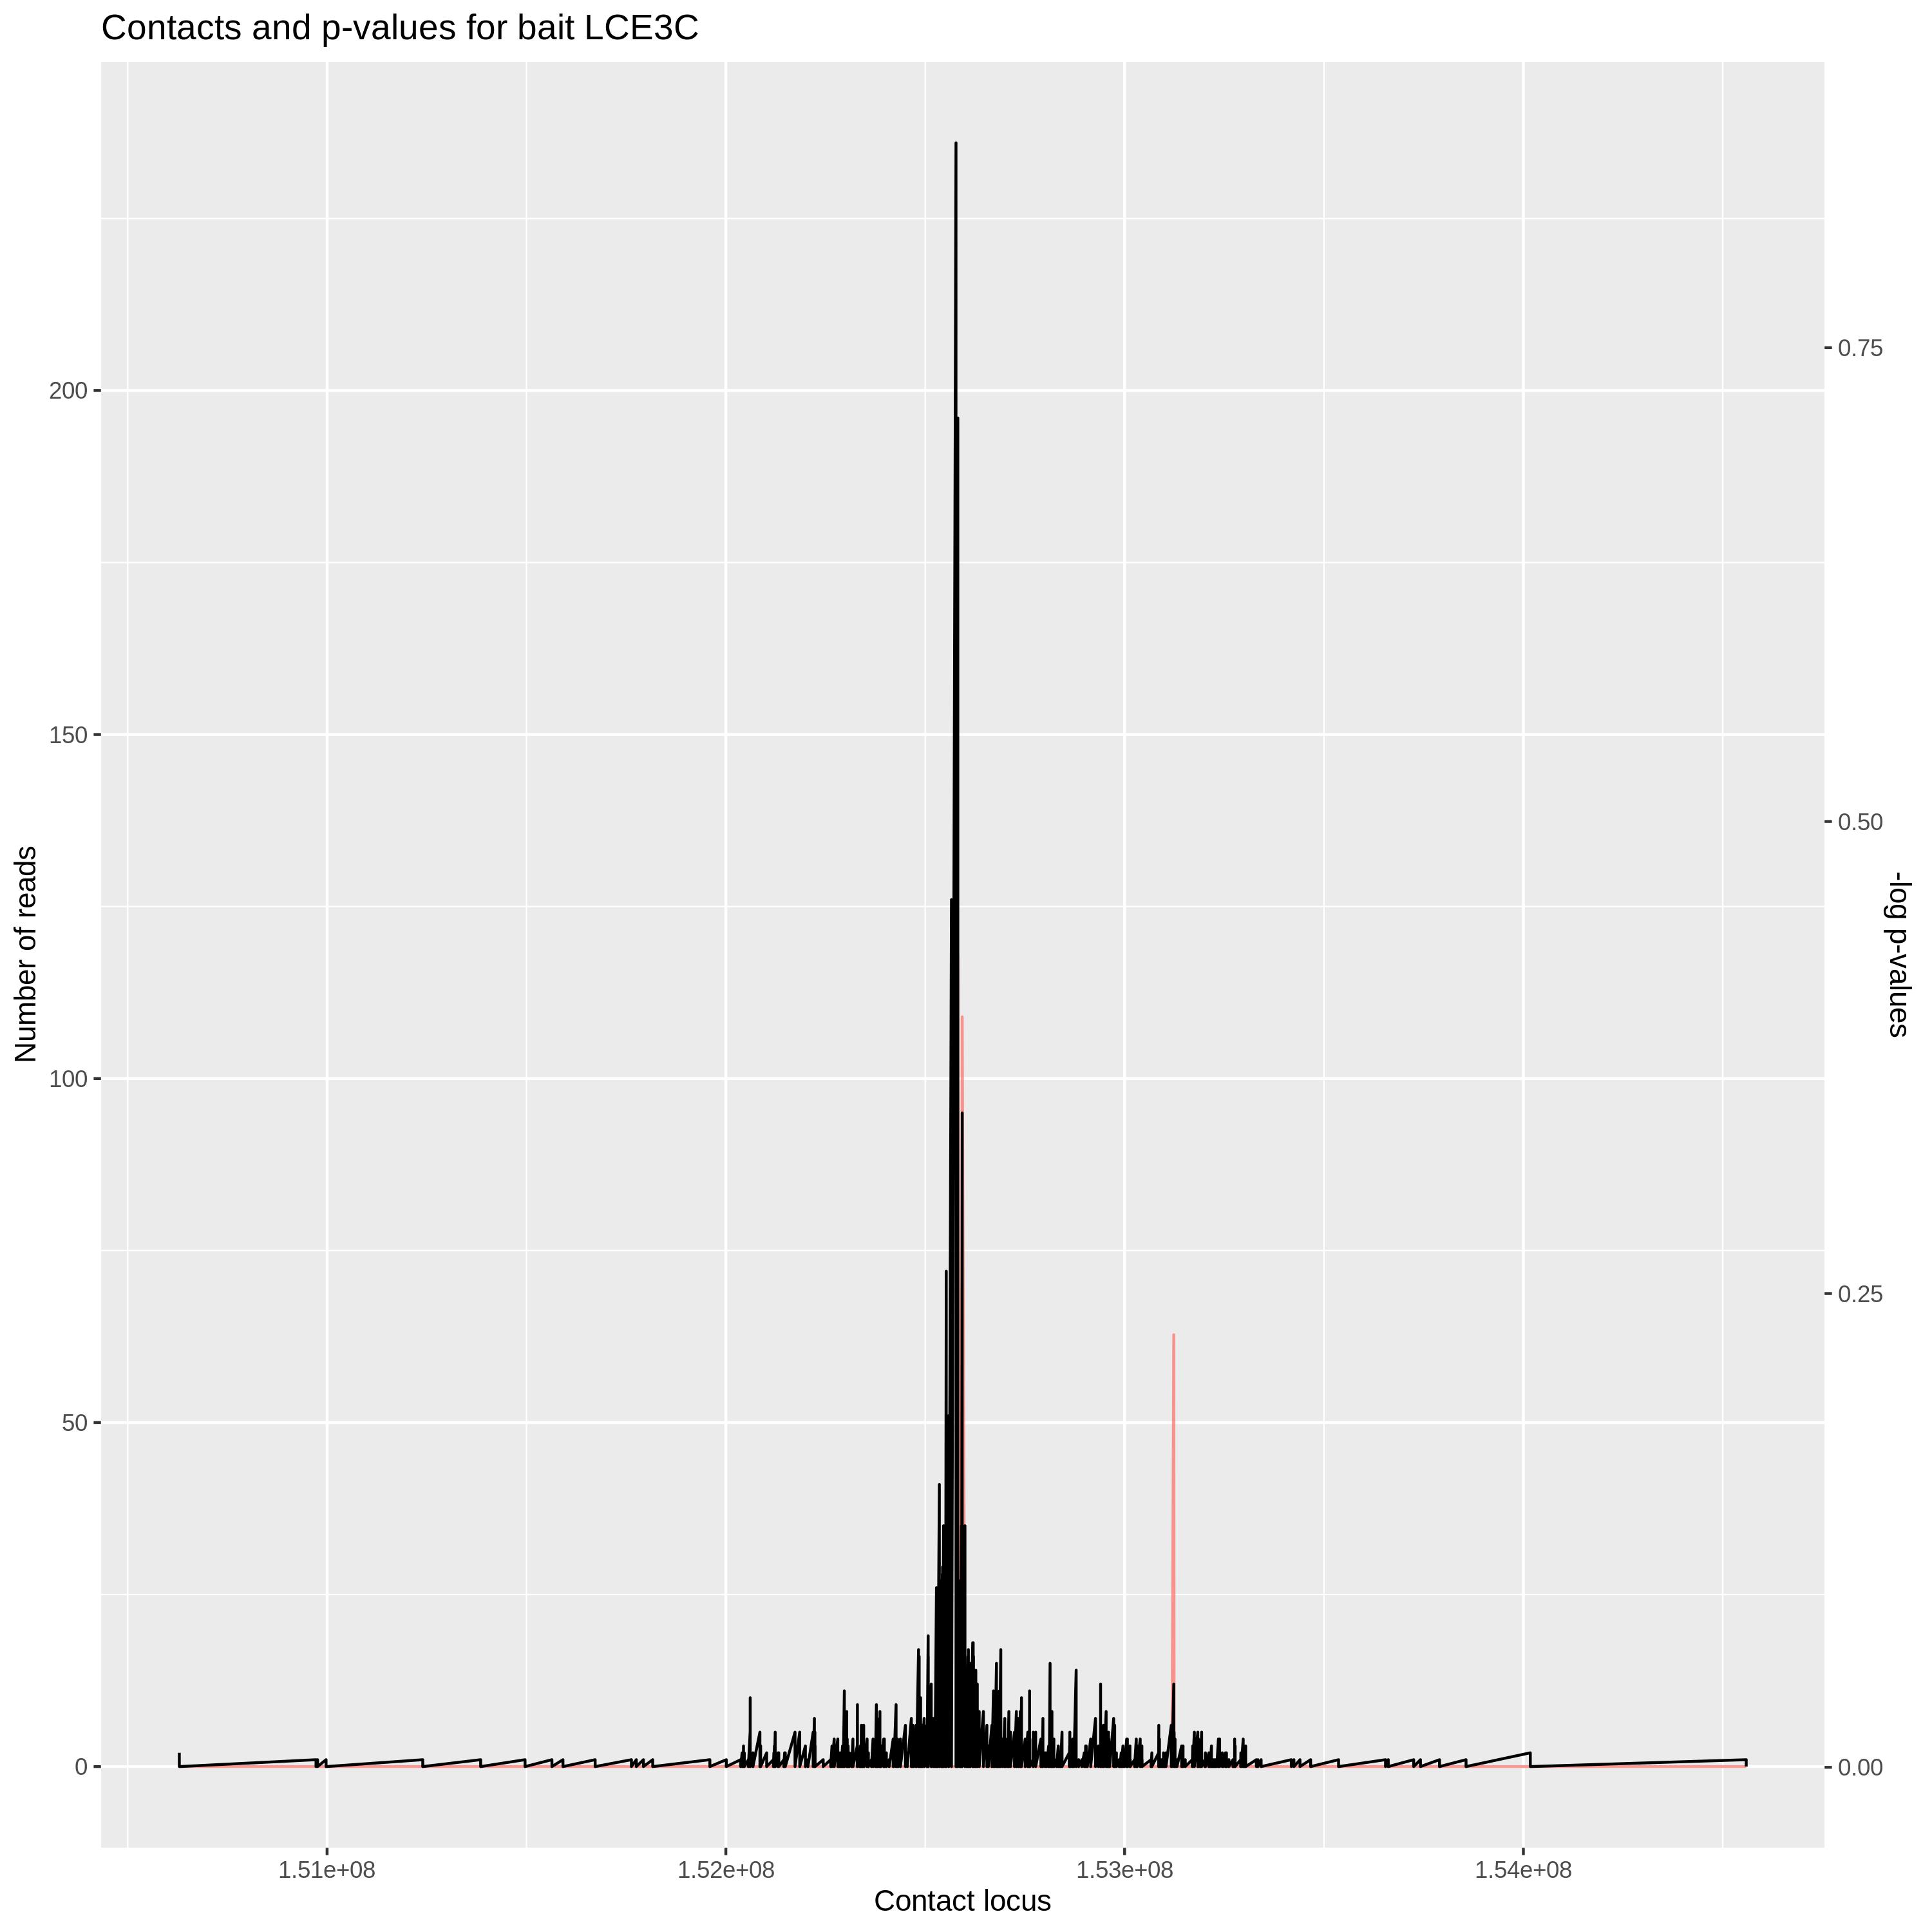 Contacts and p-values for bait LCE3C
200
150
100
50
0
Number of reads
0.75
0.50
0.25
0.00
-log p-values
1.51e+08
1.52e+08
1.53e+08
1.54e+08
Contact locus